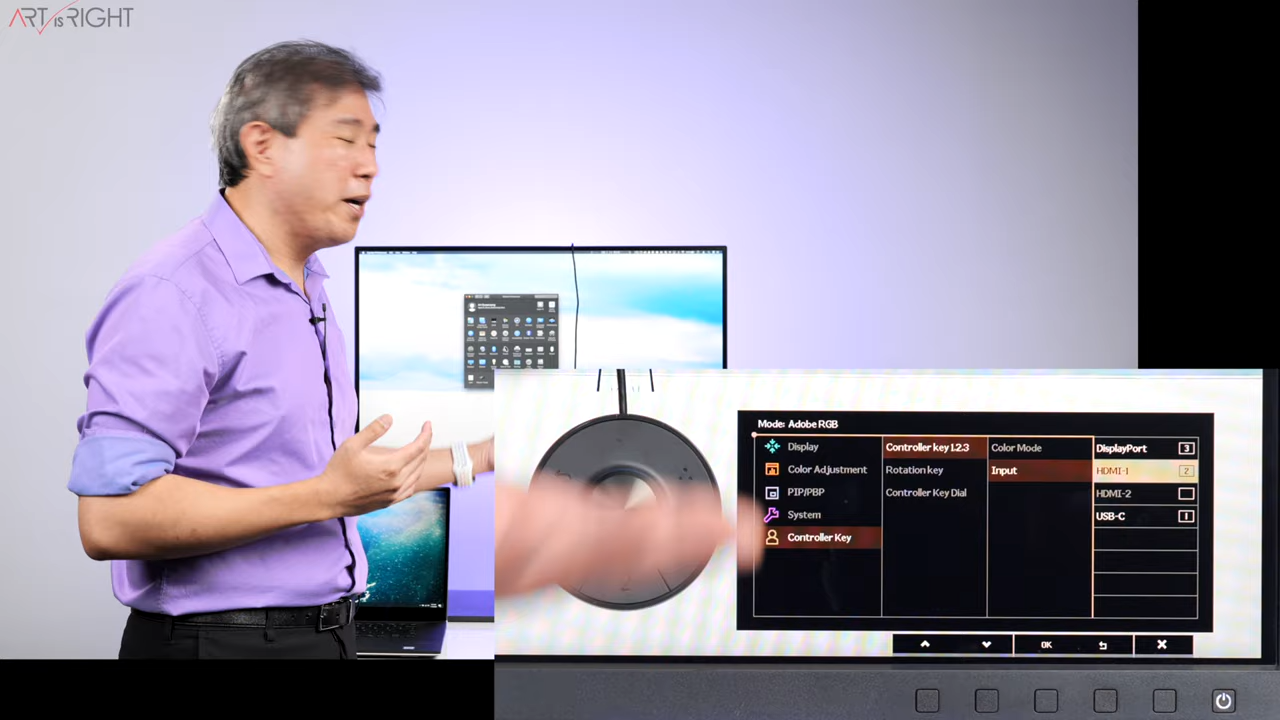 ART is RIGHT
Mode: Adobe RGB
Display
Color Adjustment
PIP/PBP
System
Controller Key
Controller key 1.2.3
Rotation key
Controller Key Dial
Color Mode
Input
DisplayPort 3
HDMI-1 2
HDMI-2
USB-C 1
OK